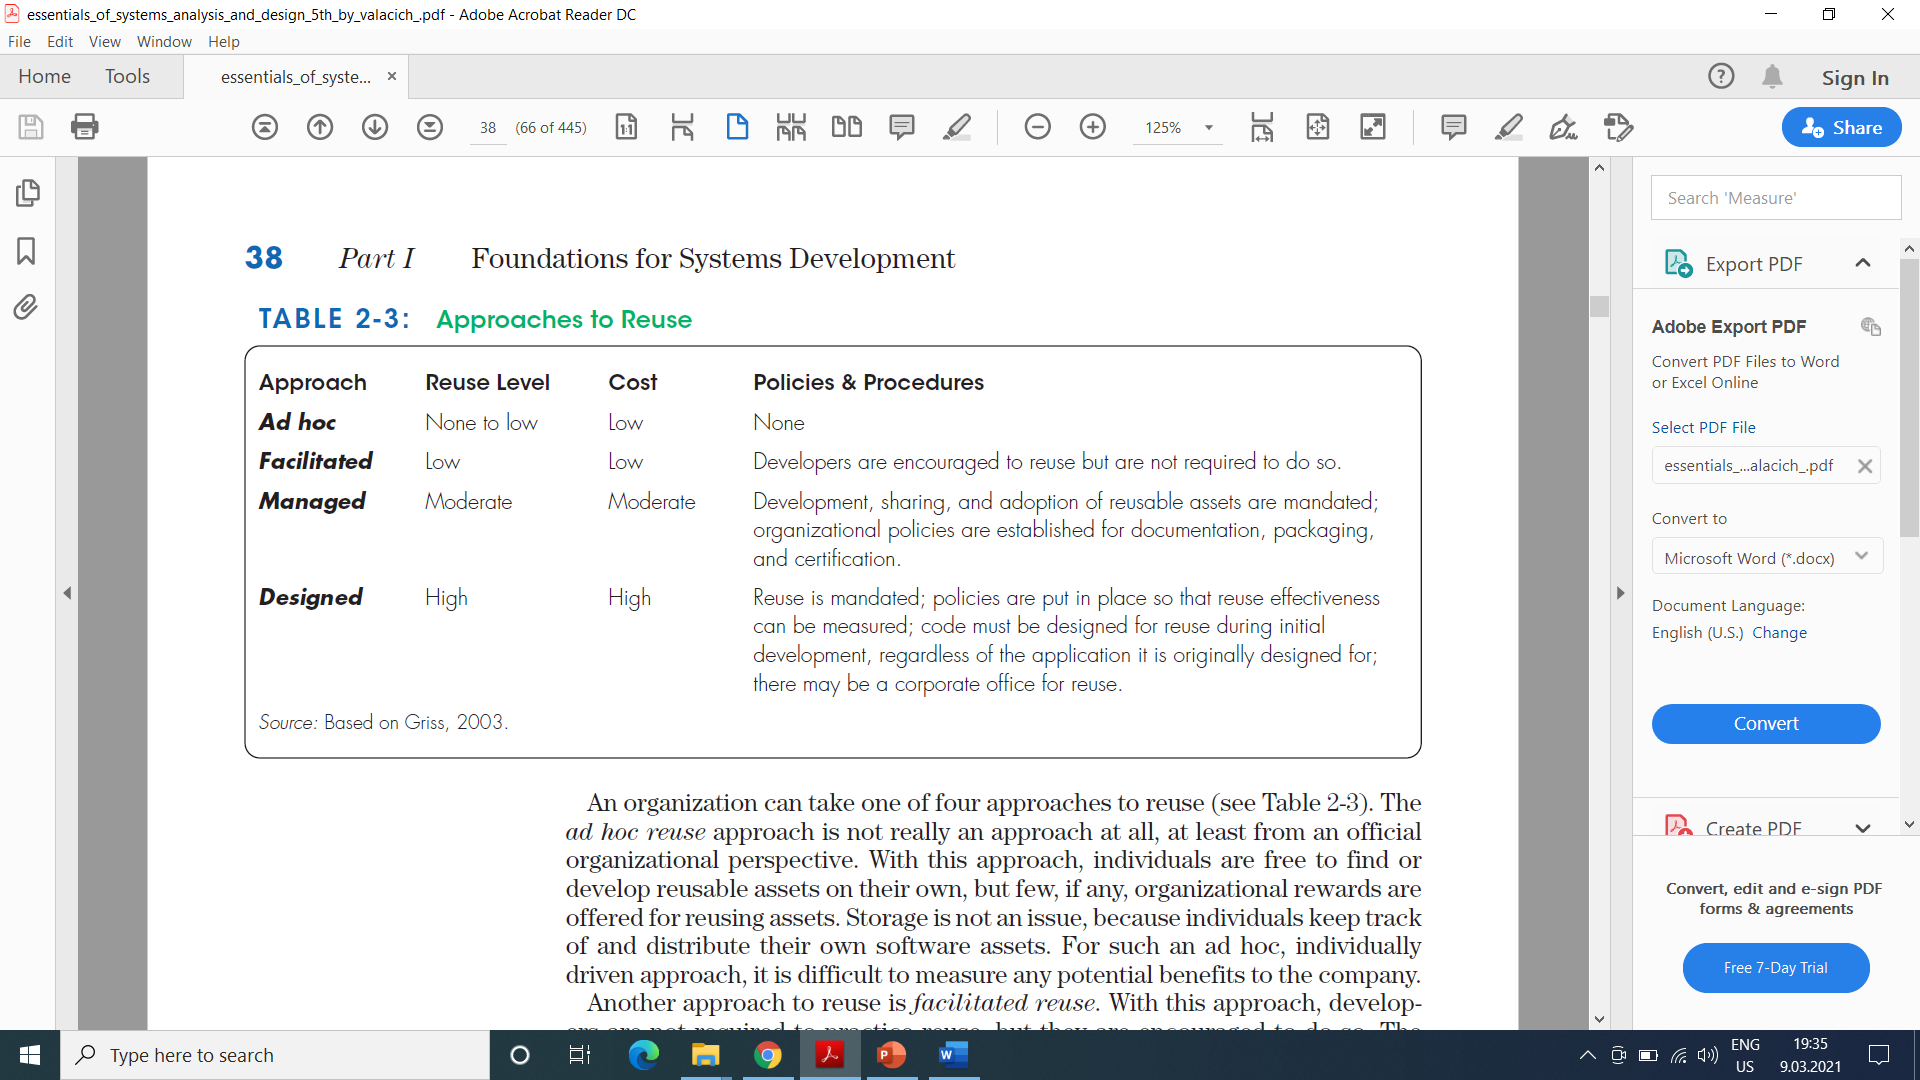 essentials_of_systems_analysis_and_design_5th_by_valacich_.pdf - Adobe Acrobat Reader DC
File Edit View Window Help
Home Tools essentials_of_syste... × Sign In
38 (66 of 445) 125% Share
Search 'Measure'
Export PDF
Adobe Export PDF
Convert PDF Files to Word
or Excel Online
Select PDF File
essentials_...alacich_.pdf
Convert to
Microsoft Word (*.docx)
Document Language:
English (U.S.) Change
Convert
Create PDF
Convert, edit and e-sign PDF
forms & agreements
Free 7-Day Trial
38 Part I Foundations for Systems Development
TABLE 2-3: Approaches to Reuse
Approach Reuse Level Cost Policies & Procedures
Ad hoc None to low Low None
Facilitated Low Low Developers are encouraged to reuse but are not required to do so.
Managed Moderate Moderate Development, sharing, and adoption of reusable assets are mandated;
organizational policies are established for documentation, packaging,
and certification.
Designed High High Reuse is mandated; policies are put in place so that reuse effectiveness
can be measured; code must be designed for reuse during initial
development, regardless of the application it is originally designed for;
there may be a corporate office for reuse.
Source: Based on Griss, 2003.
An organization can take one of four approaches to reuse (see Table 2-3). The
ad hoc reuse approach is not really an approach at all, at least from an official
organizational perspective. With this approach, individuals are free to find or
develop reusable assets on their own, but few, if any, organizational rewards are
offered for reusing assets. Storage is not an issue, because individuals keep track
of and distribute their own software assets. For such an ad hoc, individually
driven approach, it is difficult to measure any potential benefits to the company.
Another approach to reuse is facilitated reuse. With this approach, develop-
ers are not required to practice reuse, but they are encouraged to do so. The
Type here to search
ENG
US
19:35
9.03.2021